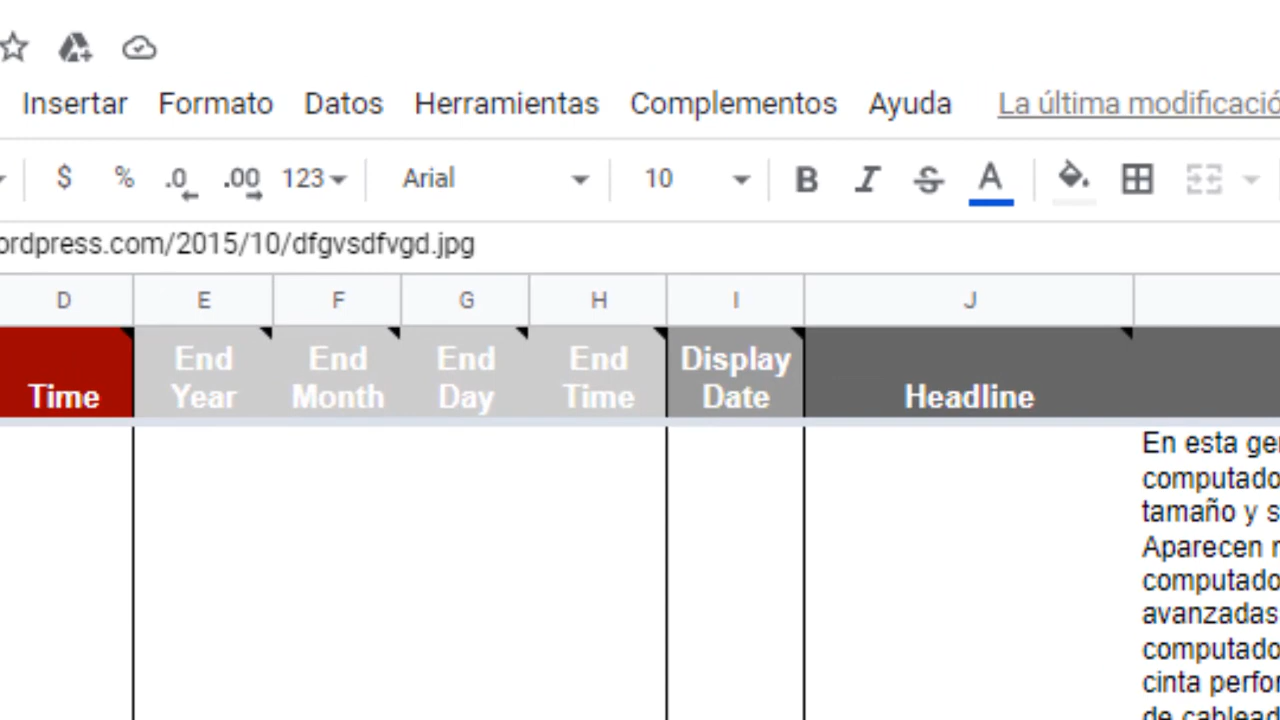 Insertar Formato Datos Herramientas Complementos Ayuda La última modificació
$ % .0 .00 123 Arial 10 B I S A
ordpress.com/2015/10/dfgvsdfvgd.jpg
D E F G H I J
Time End Year End Month End Day End Time Display Date Headline
En esta ge
computado
tamaño y s
Aparecen
computado
avanzadas
computado
cinta perfo
de cablead